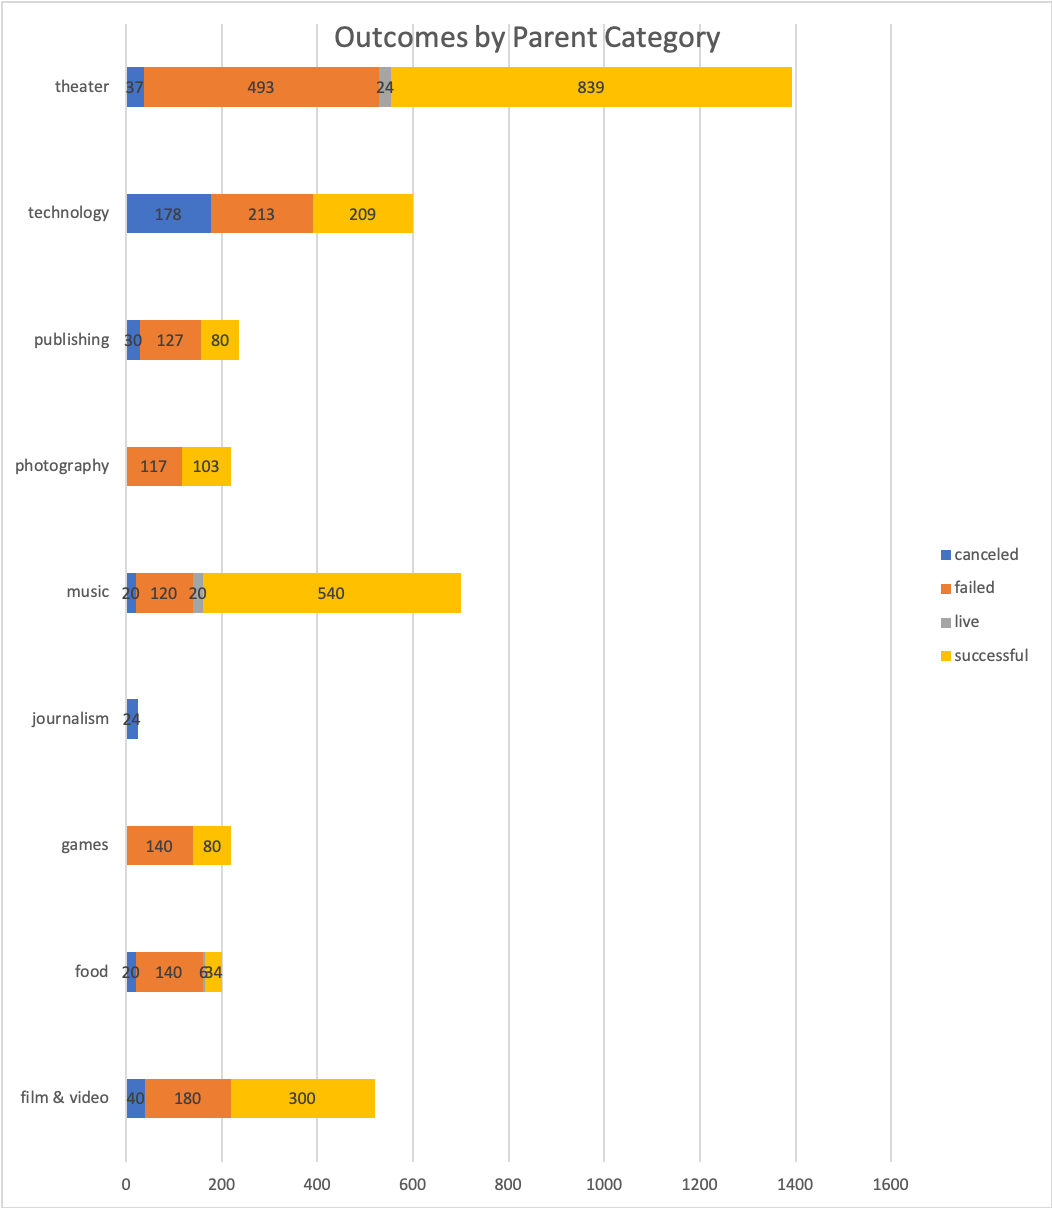 Outcomes by Parent Category
theater 37 493 24 839
technology 178 213 209
publishing 30 127 80
photography 117 103
music 20 120 20 540
journalism 24
games 140 80
food 20 140 6 34
film & video 40 180 300
0 200 400 600 800 1000 1200 1400 1600
canceled
failed
live
successful